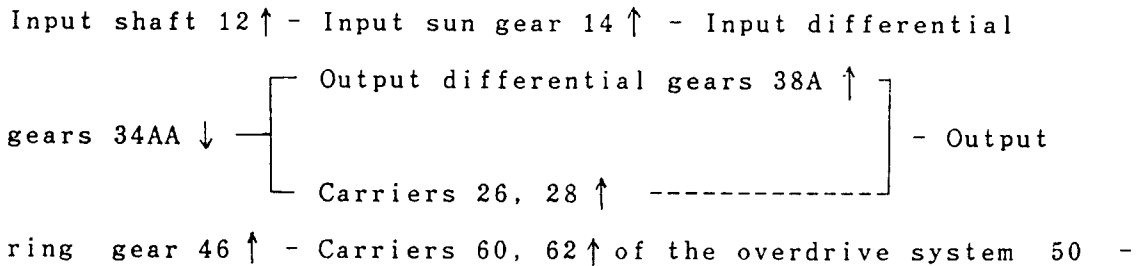 Input shaft 12↑ - Input sun gear 14↑ - Input differential
Output differential gears 38A ↑
gears 34AA ↓ - Output
Carriers 26, 28 ↑
ring gear 46↑ - Carriers 60, 62↑ of the overdrive system 50 -